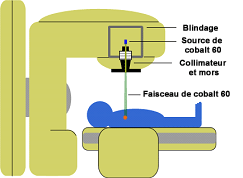 Blindage
Source de
cobalt 60
Collimateur
et mors
Faisceau de cobalt 60